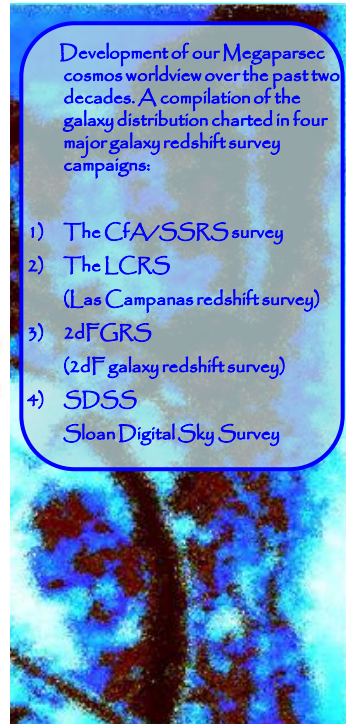 Development of our Megaparsec
cosmos worldview over the past two
decades. A compilation of the
galaxy distribution charted in four
major galaxy redshift survey
campaigns:
1) The CfA/SSRS survey
2) The LCRS
(Las Campanas redshift survey)
3) 2dFGRS
(2dF galaxy redshift survey)
4) SDSS
Sloan Digital Sky Survey